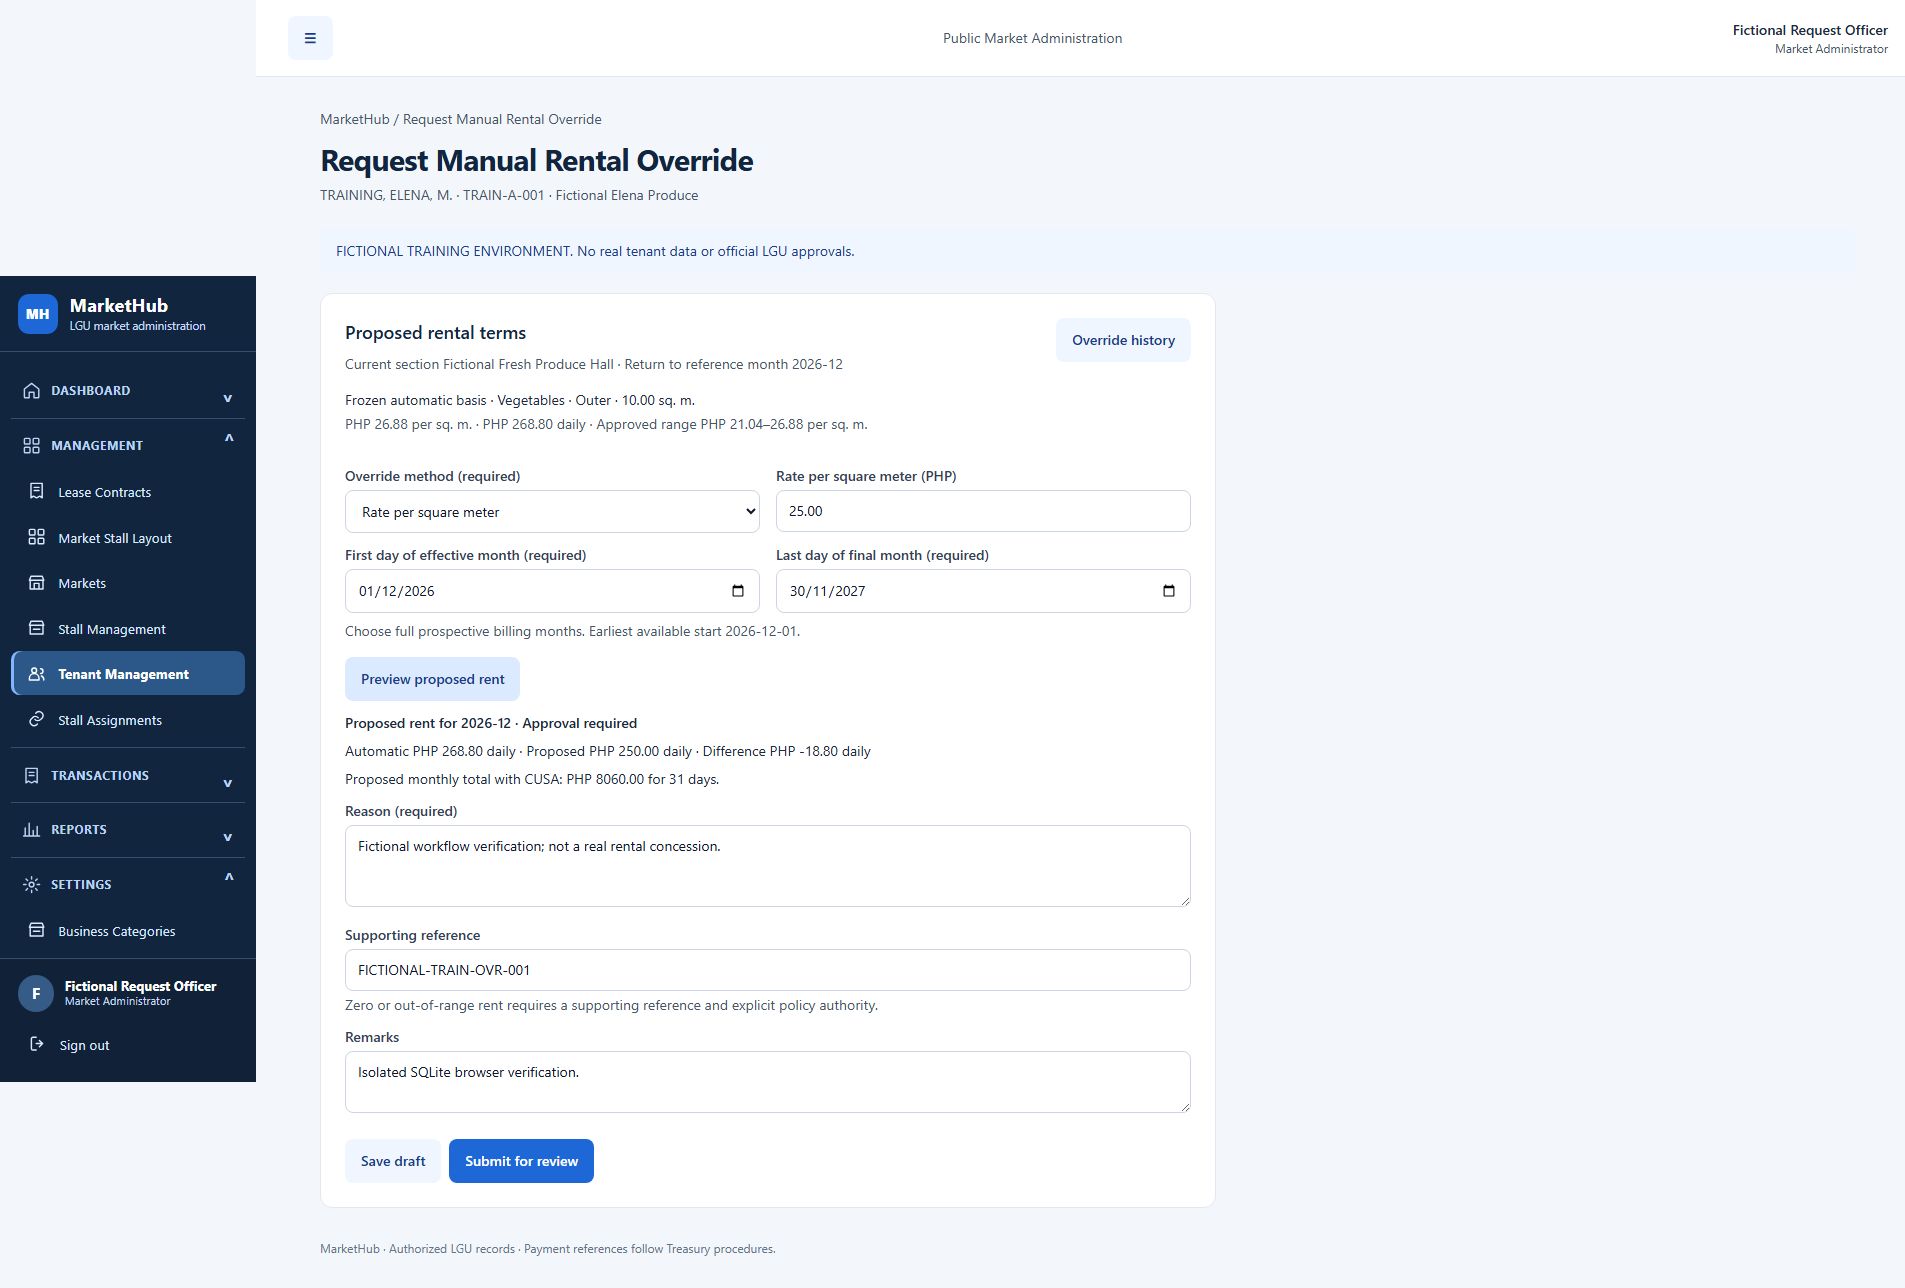 ☰
Public Market Administration
Fictional Request Officer
Market Administrator
MarketHub / Request Manual Rental Override
Request Manual Rental Override
TRAINING, ELENA, M. · TRAIN-A-001 · Fictional Elena Produce
FICTIONAL TRAINING ENVIRONMENT. No real tenant data or official LGU approvals.
MH
MarketHub
LGU market administration
DASHBOARD
MANAGEMENT
Lease Contracts
Market Stall Layout
Markets
Stall Management
Tenant Management
Stall Assignments
TRANSACTIONS
REPORTS
SETTINGS
Business Categories
F
Fictional Request Officer
Market Administrator
Sign out
Proposed rental terms
Override history
Current section Fictional Fresh Produce Hall · Return to reference month 2026-12
Frozen automatic basis · Vegetables · Outer · 10.00 sq. m.
PHP 26.88 per sq. m. · PHP 268.80 daily · Approved range PHP 21.04–26.88 per sq. m.
Override method (required)
Rate per square meter (PHP)
Rate per square meter
25.00
First day of effective month (required)
Last day of final month (required)
01/12/2026
30/11/2027
Choose full prospective billing months. Earliest available start 2026-12-01.
Preview proposed rent
Proposed rent for 2026-12 · Approval required
Automatic PHP 268.80 daily · Proposed PHP 250.00 daily · Difference PHP -18.80 daily
Proposed monthly total with CUSA: PHP 8060.00 for 31 days.
Reason (required)
Fictional workflow verification; not a real rental concession.
Supporting reference
FICTIONAL-TRAIN-OVR-001
Zero or out-of-range rent requires a supporting reference and explicit policy authority.
Remarks
Isolated SQLite browser verification.
Save draft
Submit for review
MarketHub · Authorized LGU records · Payment references follow Treasury procedures.